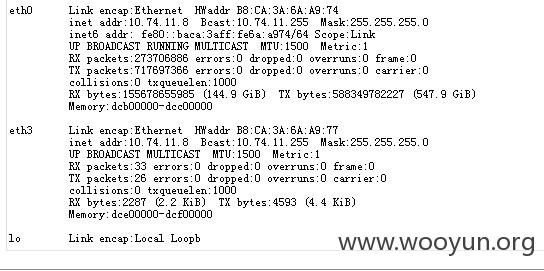 eth0 Link encap:Ethernet HWaddr B8:CA:3A:6A:A9:74
inet addr:10.74.11.8 Bcast:10.74.11.255 Mask:255.255.255.0
inet6 addr: fe80::baca:3aff:fe6a:a974/64 Scope:Link
UP BROADCAST RUNNING MULTICAST MTU:1500 Metric:1
RX packets:273706886 errors:0 dropped:0 overruns:0 frame:0
TX packets:717697366 errors:0 dropped:0 overruns:0 carrier:0
collisions:0 txqueuelen:1000
RX bytes:155678655985 (144.9 GiB) TX bytes:588349782227 (547.9 GiB)
Memory:dcb00000-dcc00000
eth3 Link encap:Ethernet HWaddr B8:CA:3A:6A:A9:77
inet addr:10.74.11.8 Bcast:10.74.11.255 Mask:255.255.255.0
UP BROADCAST MULTICAST MTU:1500 Metric:1
RX packets:33 errors:0 dropped:0 overruns:0 frame:0
TX packets:26 errors:0 dropped:0 overruns:0 carrier:0
collisions:0 txqueuelen:1000
RX bytes:2287 (2.2 KiB) TX bytes:4593 (4.4 KiB)
Memory:dce00000-dcf00000
lo Link encap:Local Loopb
www.wooyun.org